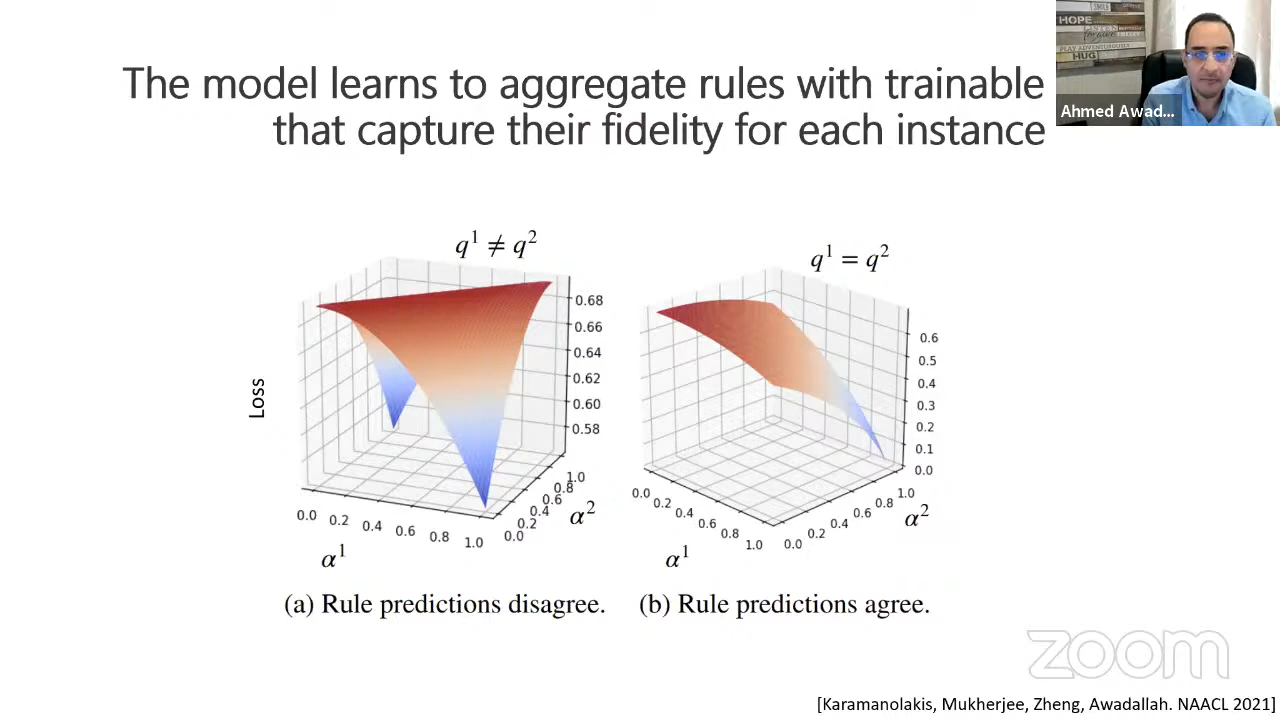 The model learns to aggregate rules with trainable
that capture their fidelity for each instance
HOPE
HUG
Ahmed Awad...
q¹ ≠ q²
0.68
0.66
0.64
0.62
0.60
0.58
Loss
0.0 0.2 0.4 0.6 0.8 1.0
α¹
0.0 0.2 0.4 0.6 0.8 1.0
α²
(a) Rule predictions disagree.
q¹ = q²
0.6
0.5
0.4
0.3
0.2
0.1
0.0
0.0 0.2 0.4 0.6 0.8 1.0
α¹
0.0 0.2 0.4 0.6 0.8 1.0
α²
(b) Rule predictions agree.
zoom
[Karamanolakis, Mukherjee, Zheng, Awadallah. NAACL 2021]